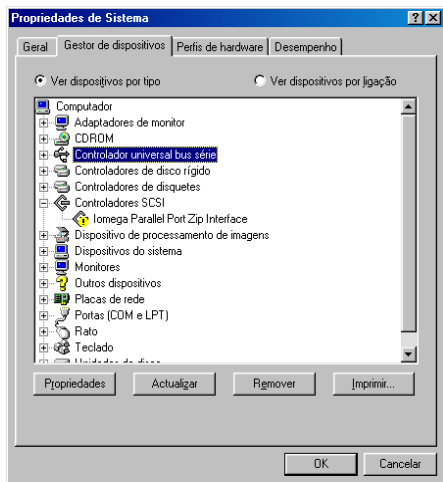 Propriedades de Sistema
Geral Gestor de dispositivos Perfis de hardware Desempenho
Ver dispositivos por tipo Ver dispositivos por ligação
Computador
Adaptadores de monitor
CDROM
Controlador universal bus série
Controladores de disco rígido
Controladores de disquetes
Controladores SCSI
Iomega Parallel Port Zip Interface
Dispositivo de processamento de imagens
Dispositivos do sistema
Monitores
Outros dispositivos
Placas de rede
Portas (COM e LPT)
Rato
Teclado
Unidades de disco
Propriedades Actualizar Remover Imprimir...
OK Cancelar